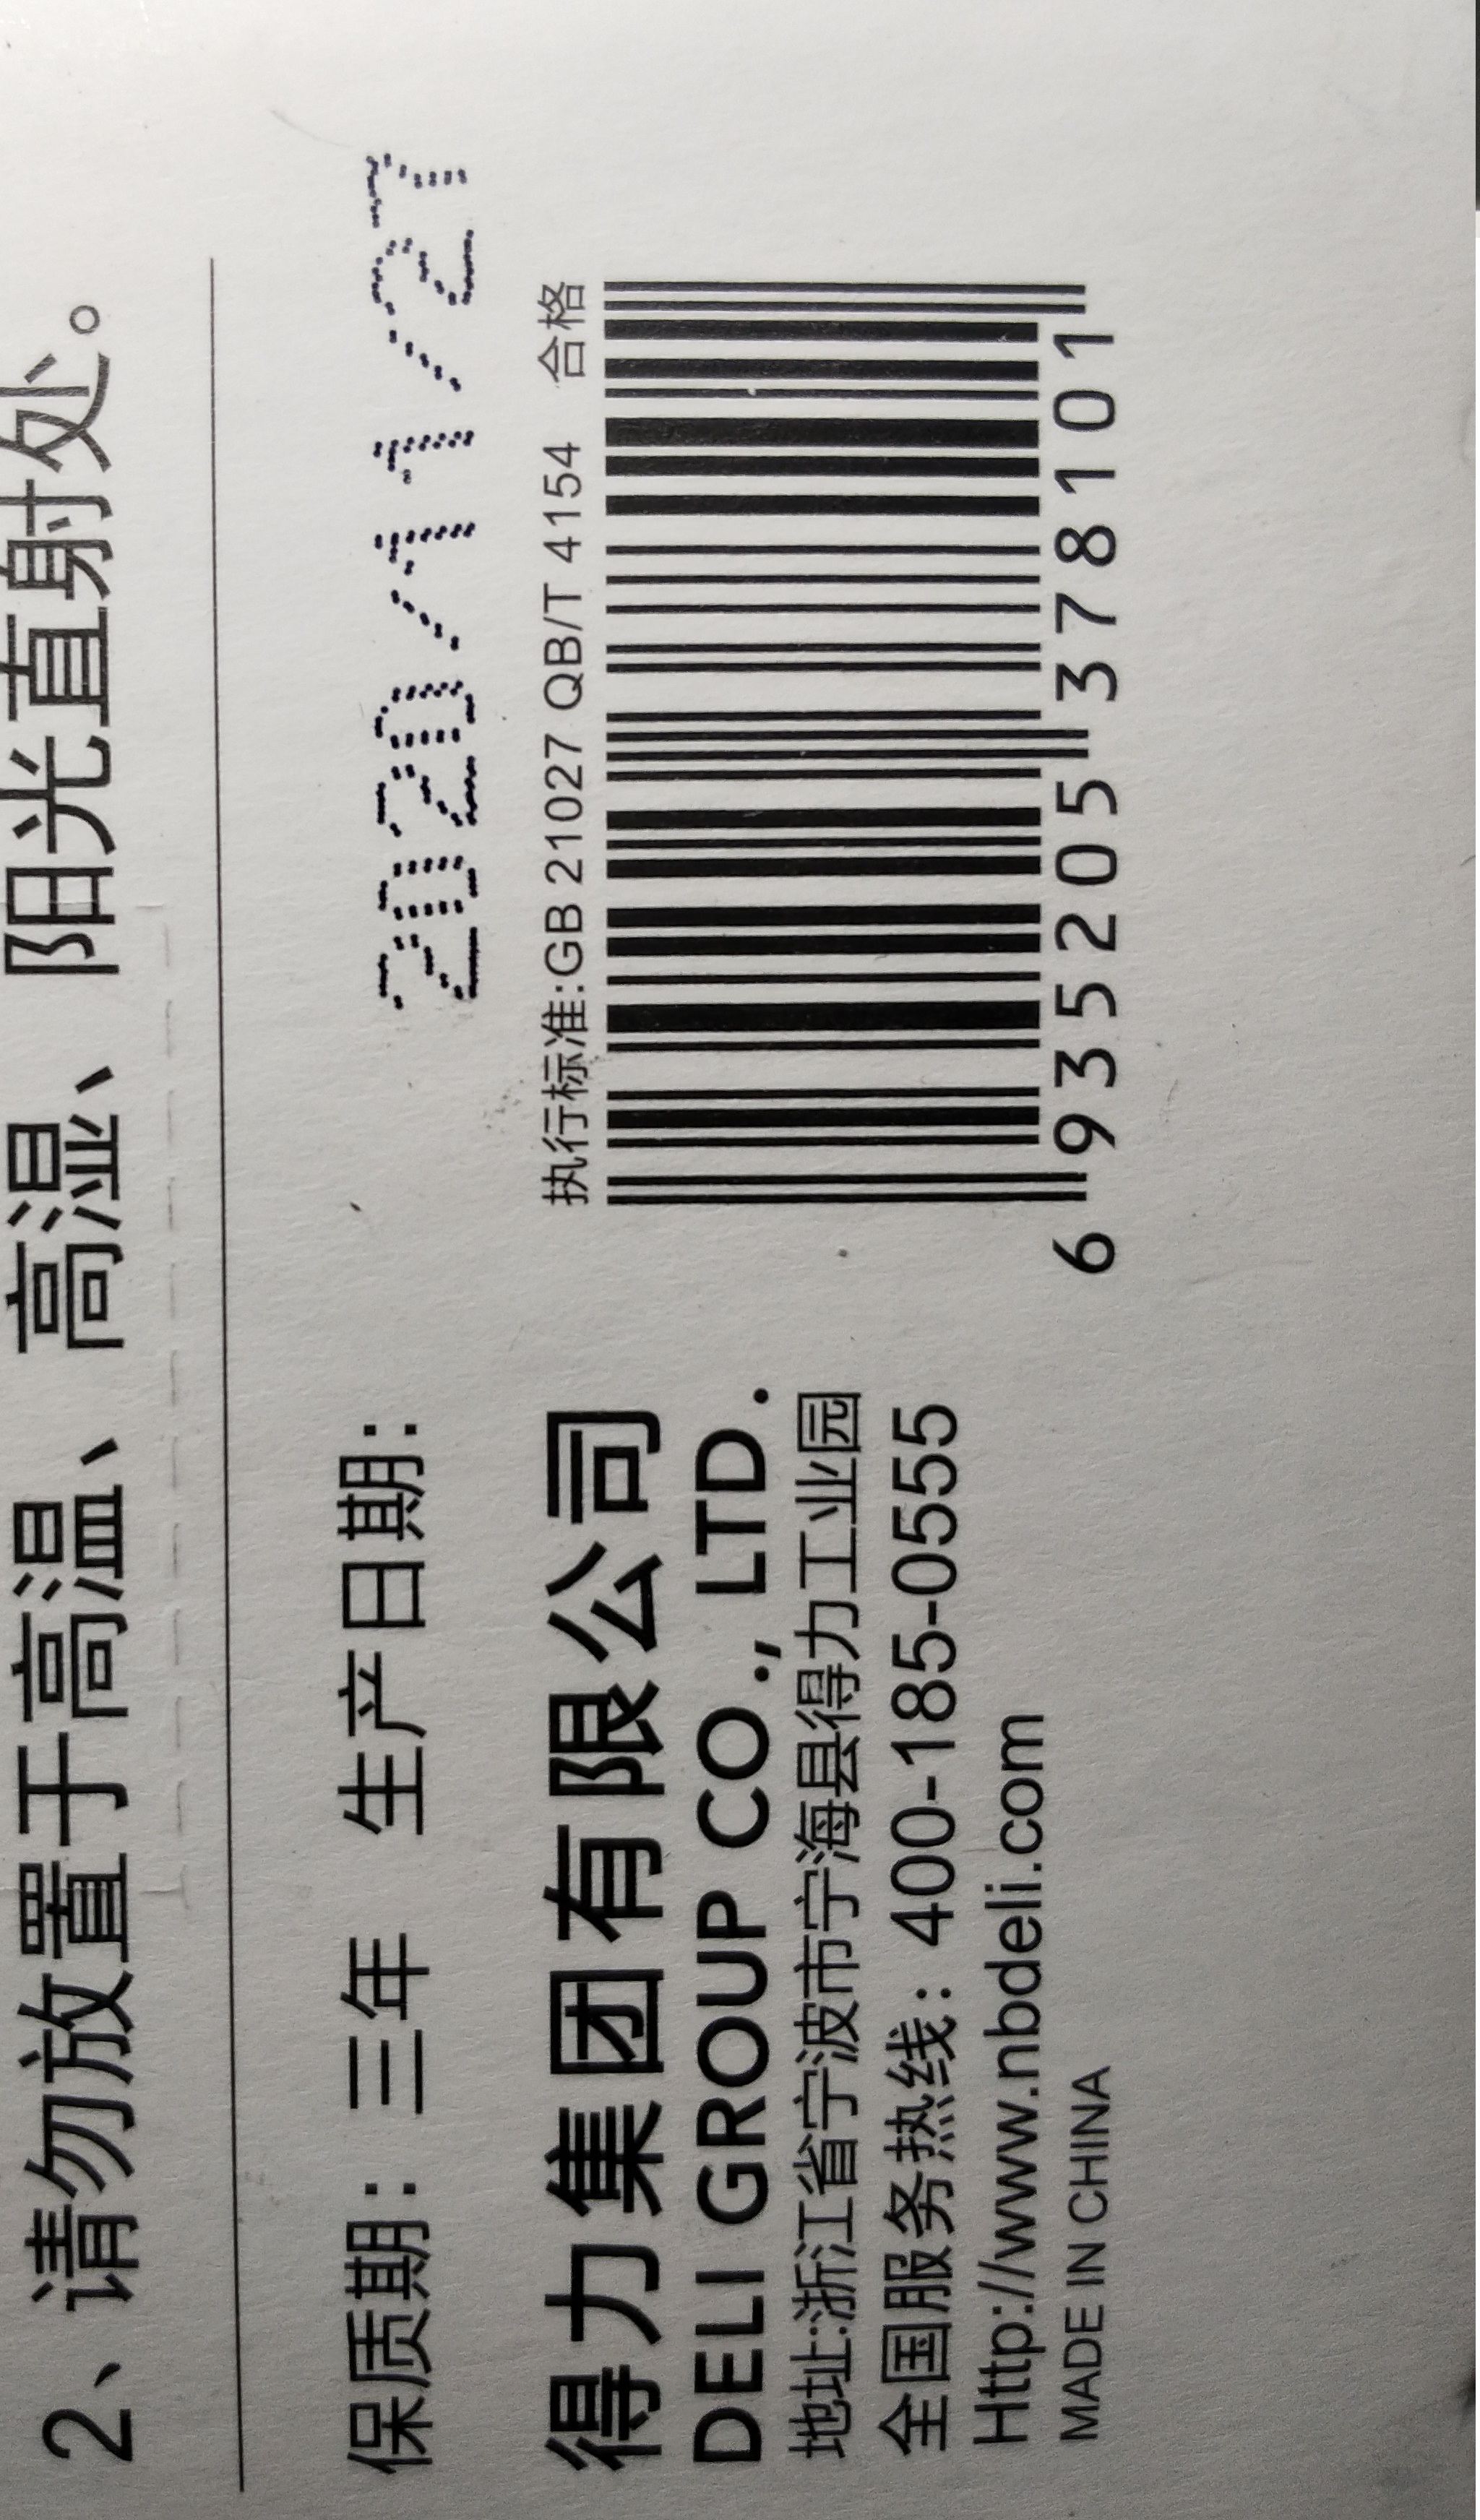 2、请勿放置于高温、高湿、阳光直射处。
保质期：三年 生产日期: 2020/11/27
得力集团有限公司
DELI GROUP CO., LTD.
地址:浙江省宁波市宁海县得力工业园
全国服务热线：400-185-0555
Http://www.nbdeli.com
MADE IN CHINA
执行标准:GB 21027 QB/T 4154 合格
6 935205 378101